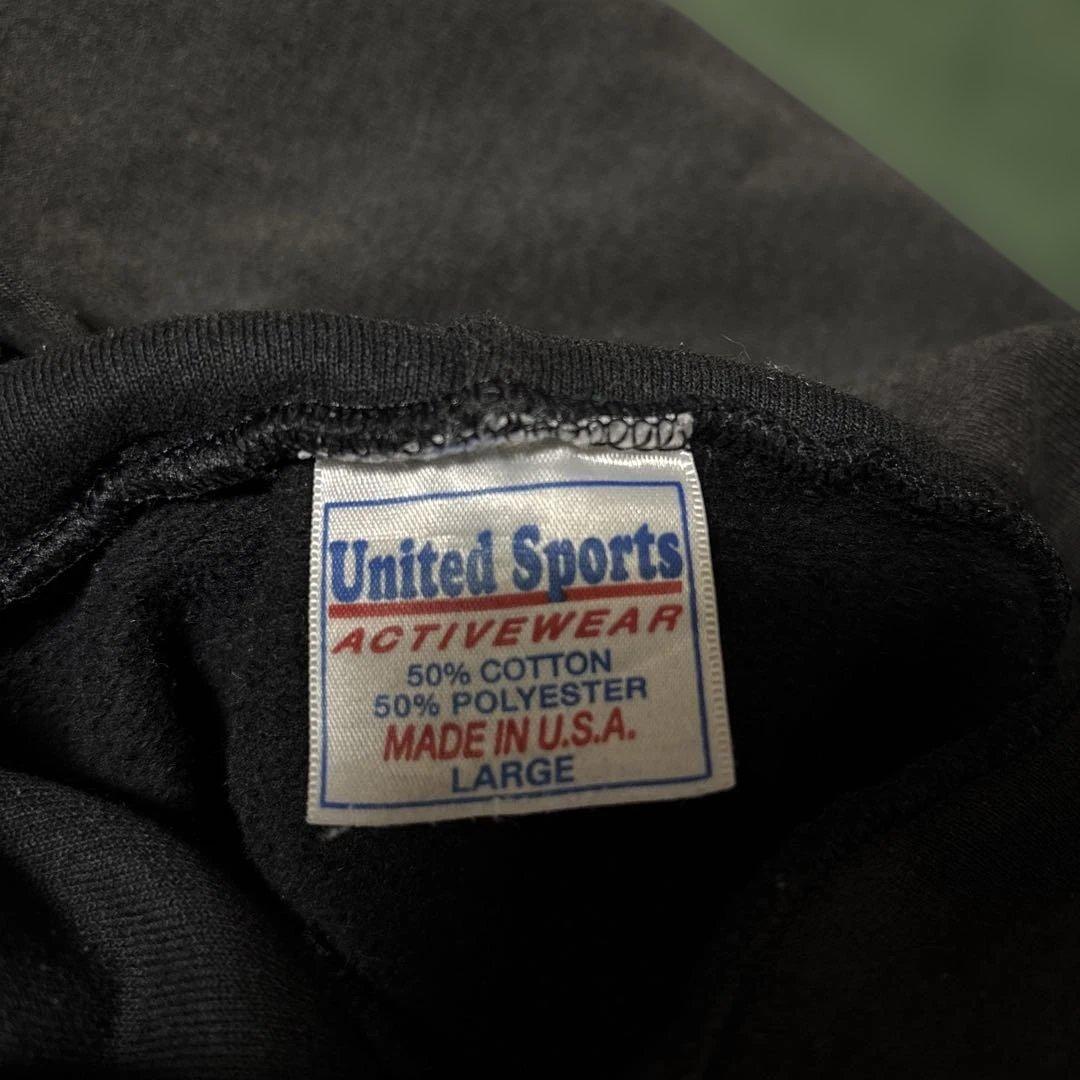 United Sports
ACTIVEWEAR
50% COTTON
50% POLYESTER
MADE IN U.S.A.
LARGE